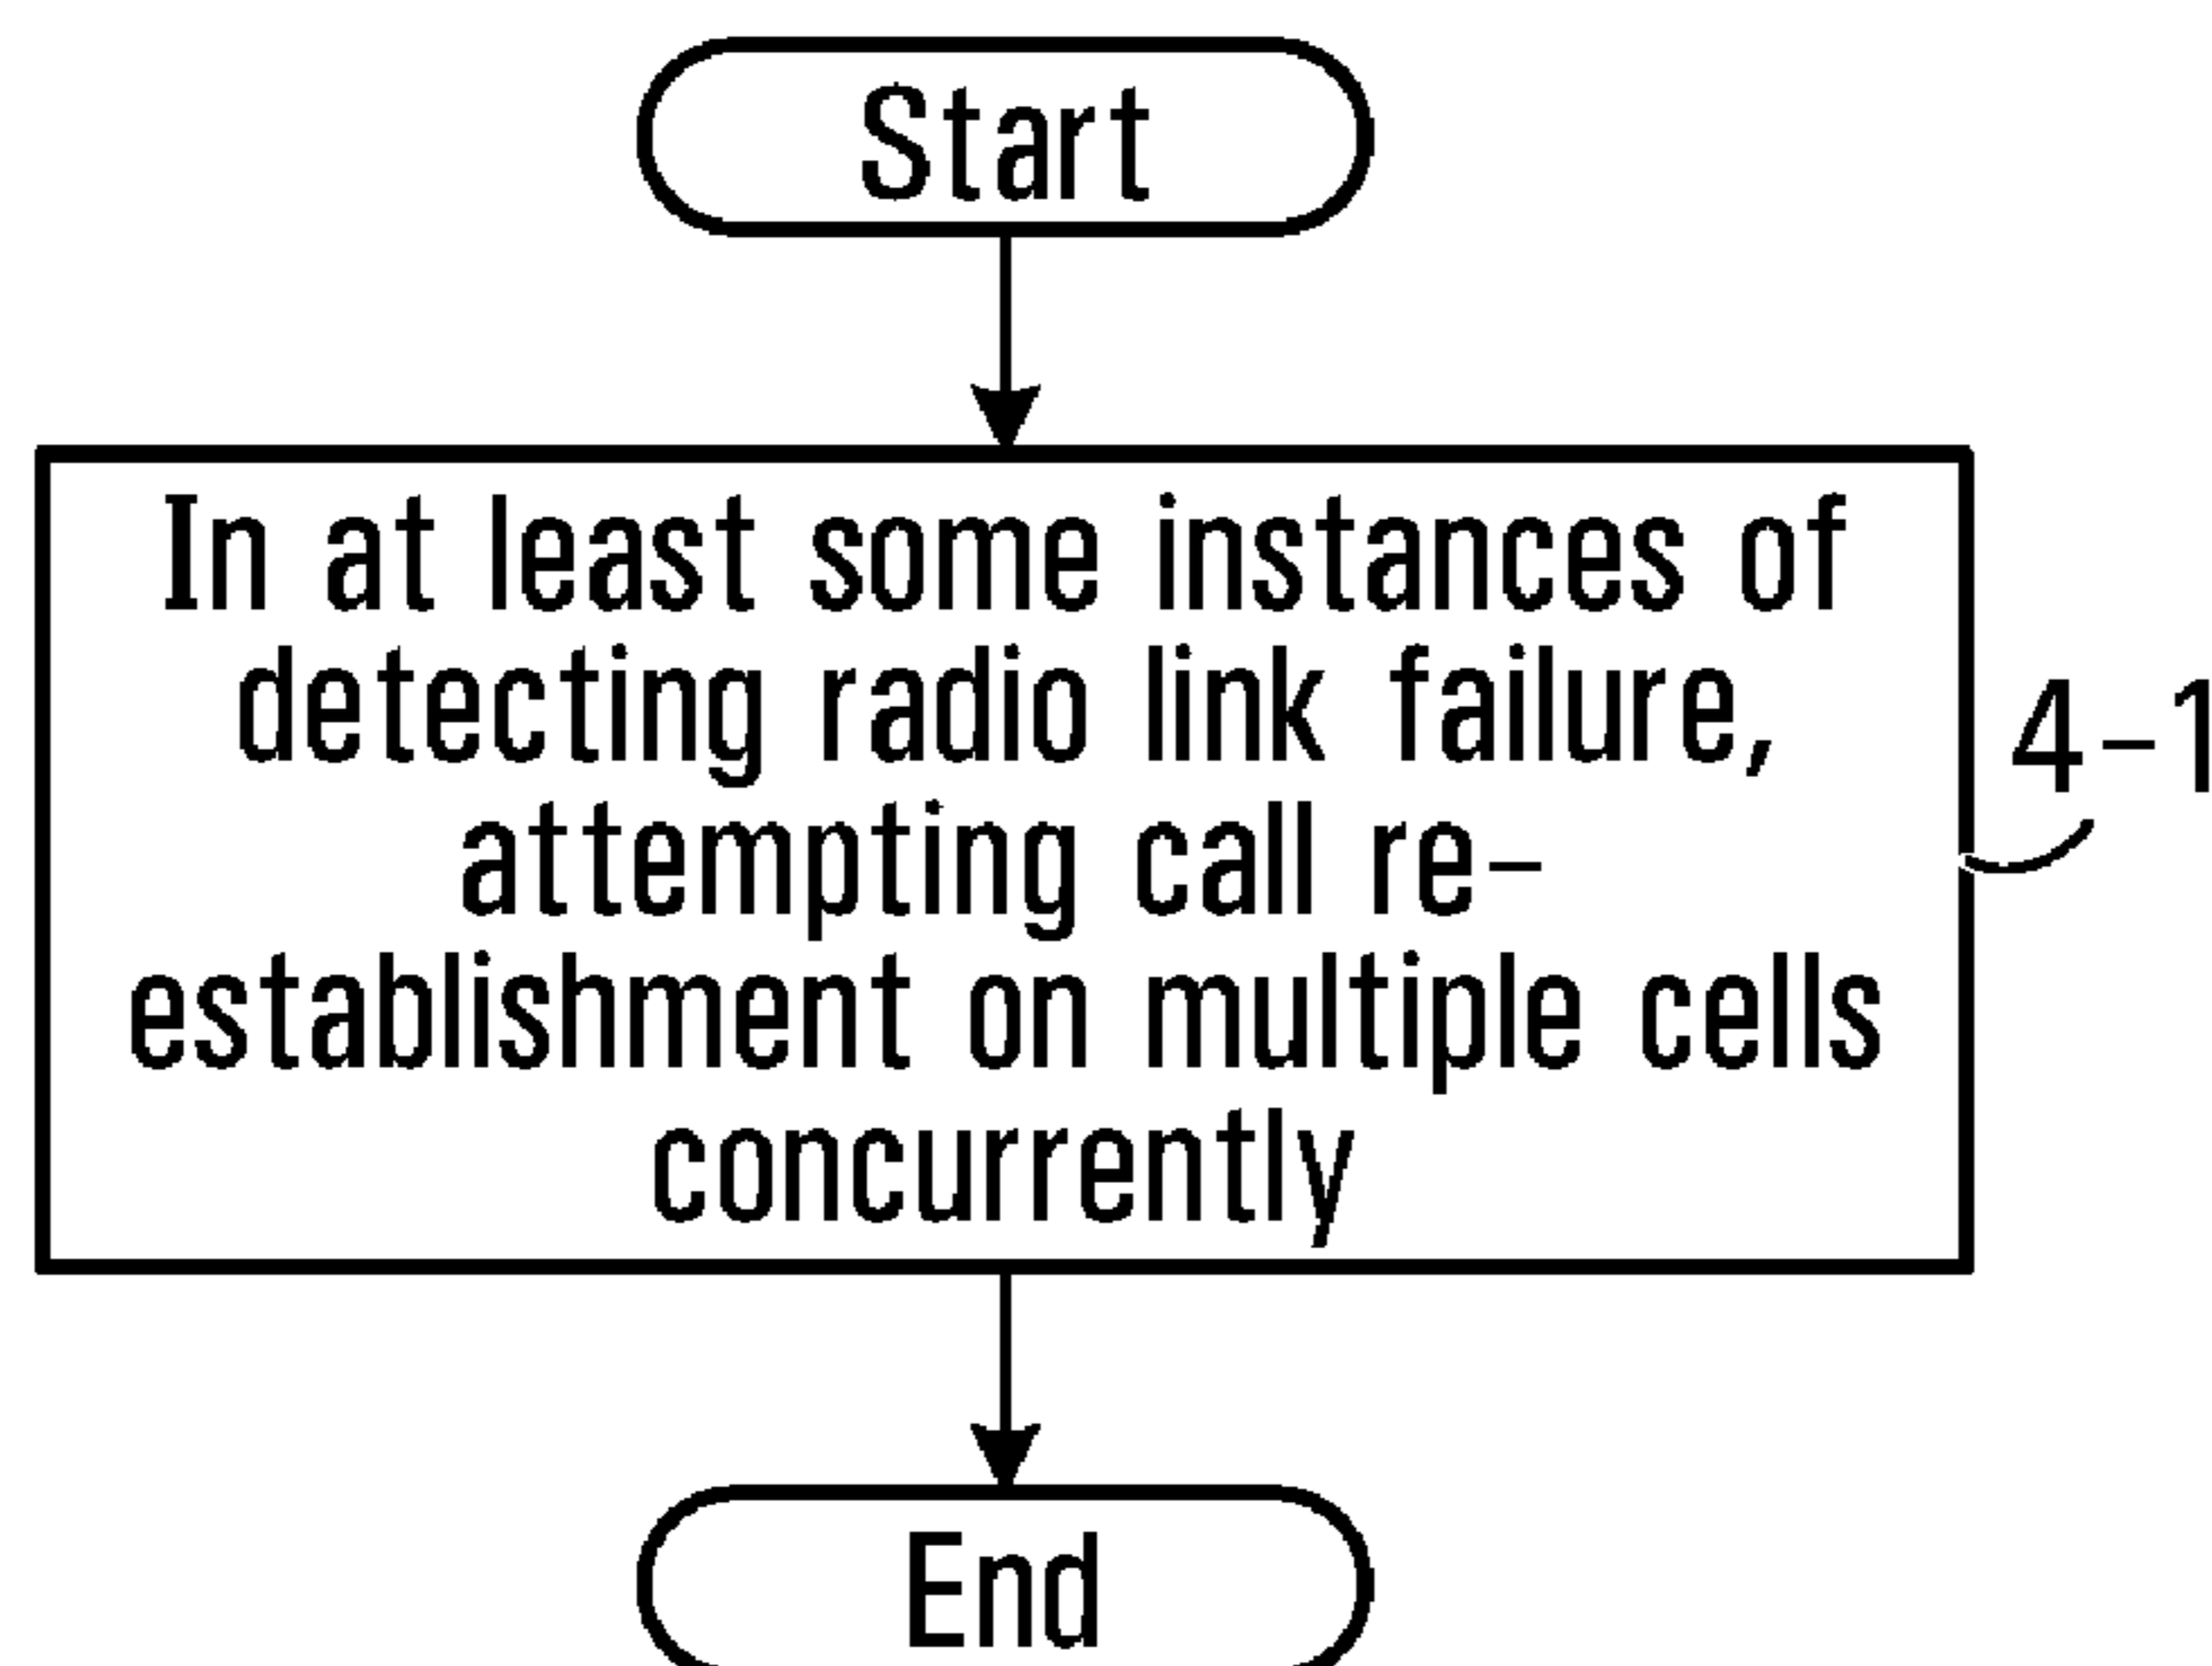 Start
In at least some instances of
detecting radio link failure,
attempting call re-
establishment on multiple cells
concurrently
4-1
End